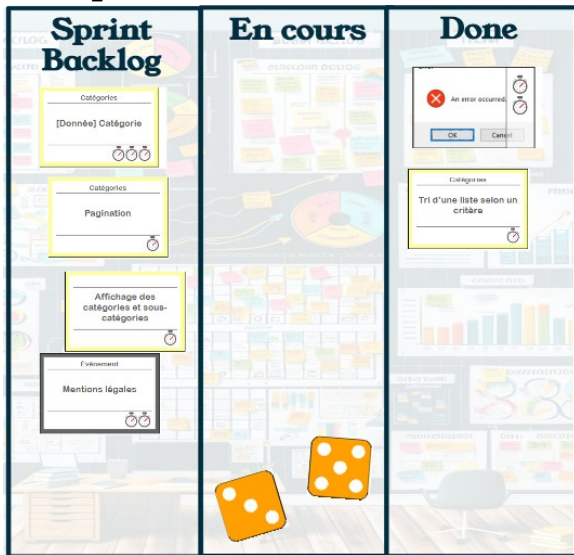 Sprint
Backlog
Catégories
[Donnée] Catégorie
Catégories
Pagination
Affichage des
catégories et sous-
catégories
Évènement
Mentions légales
En cours
Done
An error occurred.
OK
Cancel
Catégories
Tri d'une liste selon un
critère